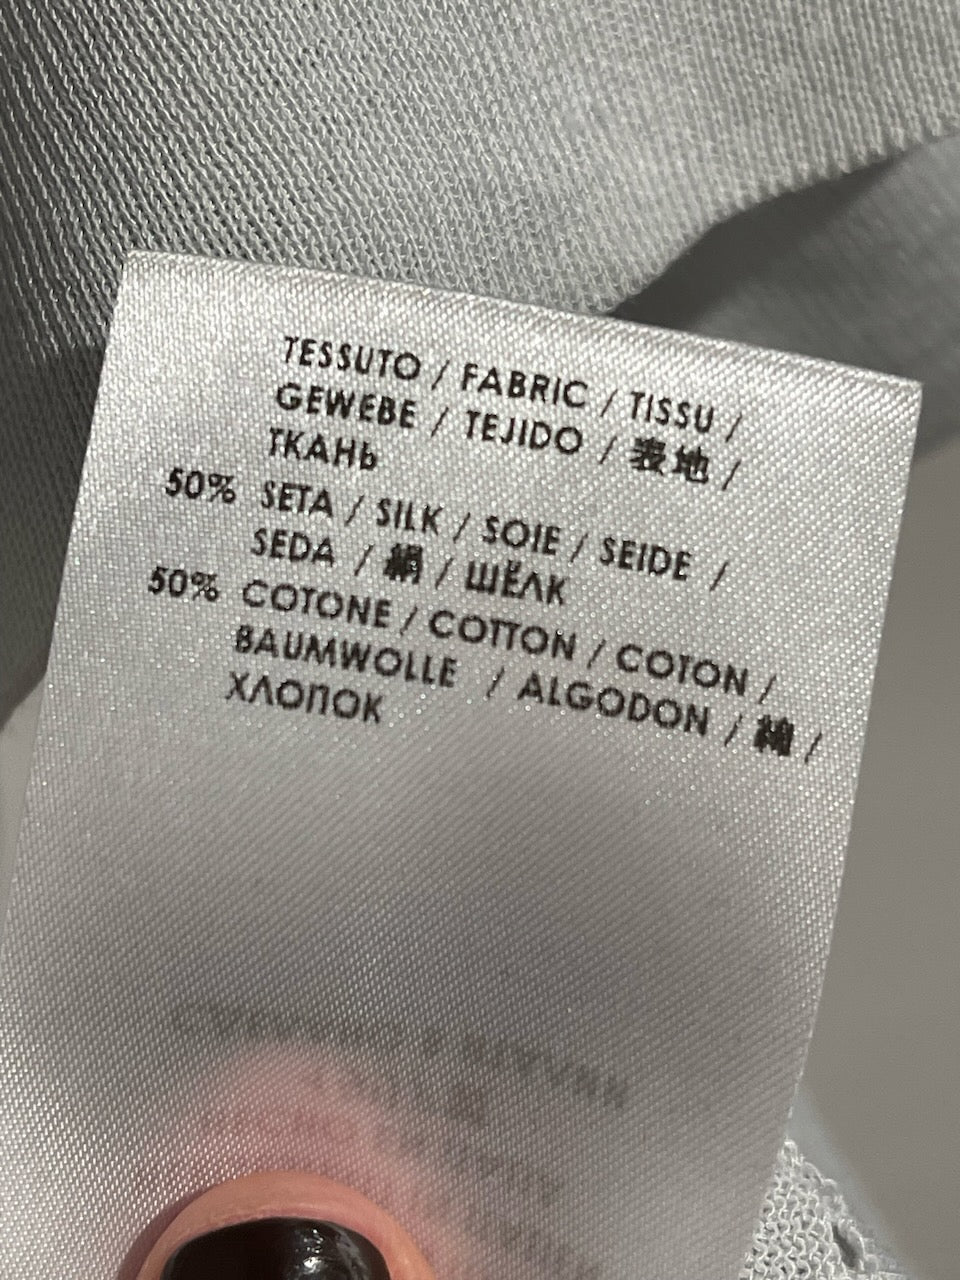 TESSUTO / FABRIC / TISSU /
GEWEBE / TEJIDO / 表地 /
ТКАНЬ
50% SETA / SILK / SOIE / SEIDE /
SEDA / 絹 / ШЁЛК
50% COTONE / COTTON / COTON /
BAUMWOLLE / ALGODON / 綿 /
ХЛОПОК